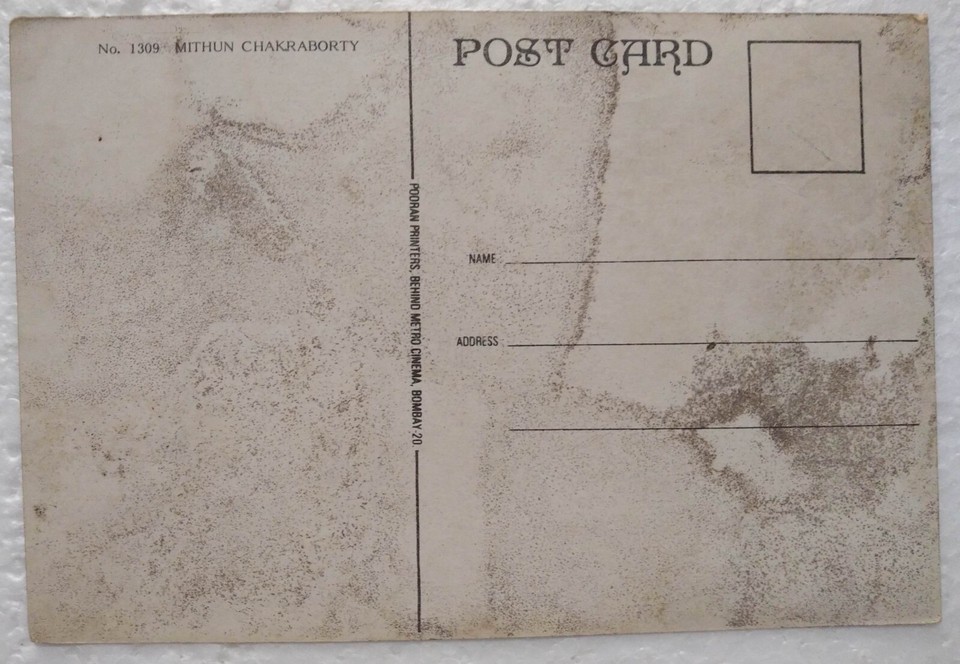 No. 1309 MITHUN CHAKRABORTY
POST CARD
POORAN PRINTERS, BEHIND METRO CINEMA, BOMBAY-20
NAME
ADDRESS